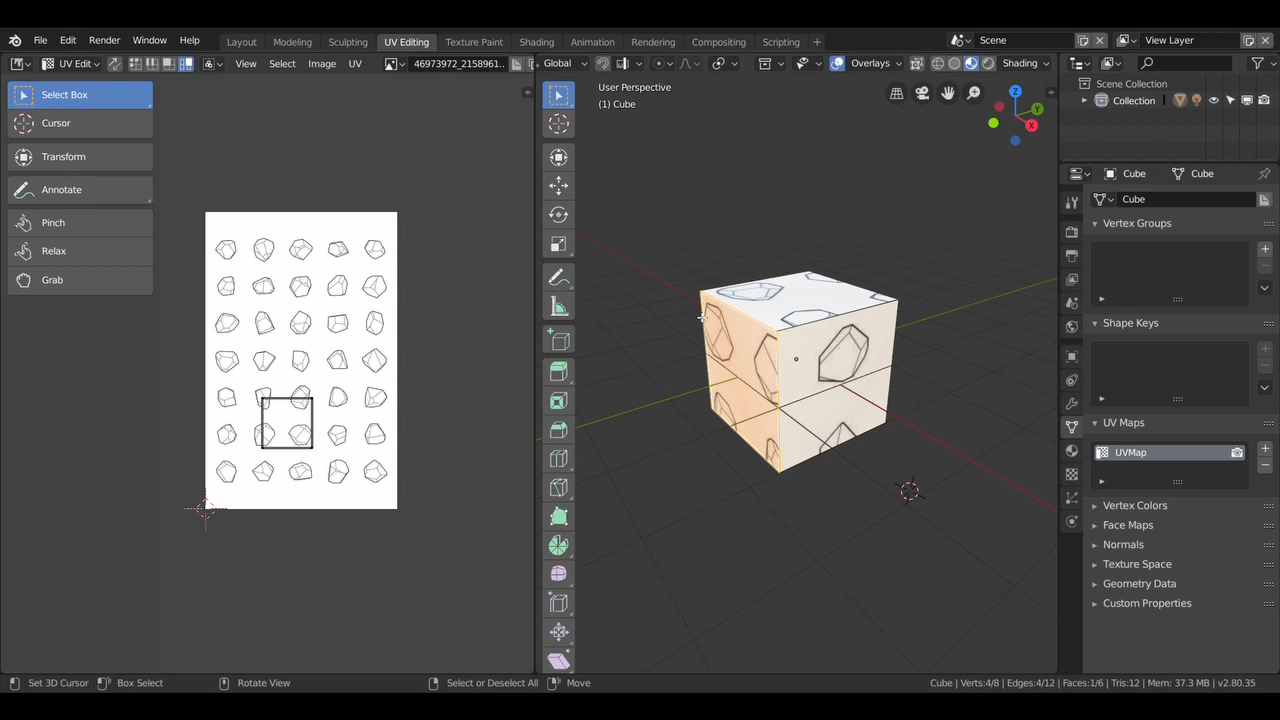 File Edit Render Window Help Layout Modeling Sculpting UV Editing Texture Paint Shading Animation Rendering Compositing Scripting + Scene View Layer
UV Edit View Select Image UV 46973972_2158961.. Global Overlays Shading
Select Box
Cursor
Transform
Annotate
Pinch
Relax
Grab
User Perspective
(1) Cube
Z
Y
X
Scene Collection
Collection
Cube Cube
Cube
Vertex Groups
Shape Keys
UV Maps
UVMap
Vertex Colors
Face Maps
Normals
Texture Space
Geometry Data
Custom Properties
Set 3D Cursor Box Select Rotate View Select or Deselect All Move Cube | Verts:4/8 | Edges:4/12 | Faces:1/6 | Tris:12 | Mem: 37.3 MB | v2.80.35